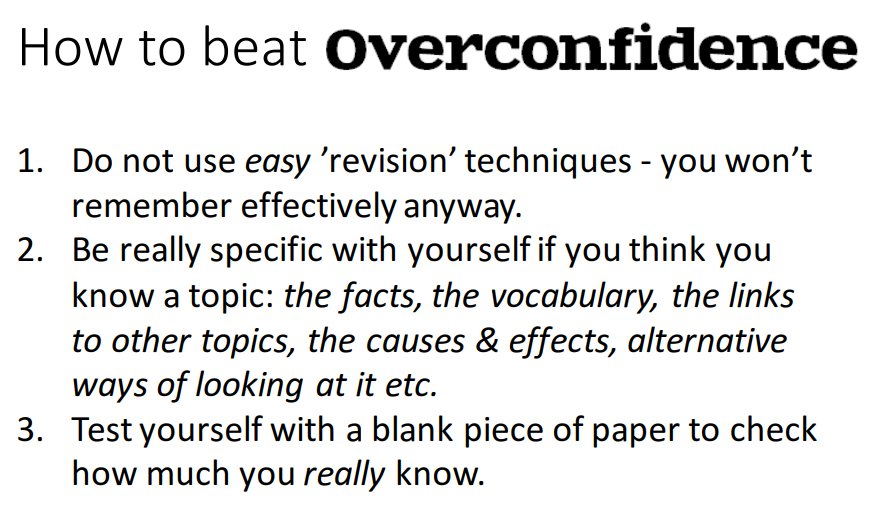 How to beat overconfidence
1. Do not use easy ’revision’ techniques - you won’t
remember effectively anyway.
2. Be really specific with yourself if you think you
know a topic: the facts, the vocabulary, the links
to other topics, the causes & effects, alternative
ways of looking at it etc.
3. Test yourself with a blank piece of paper to check
how much you really know.